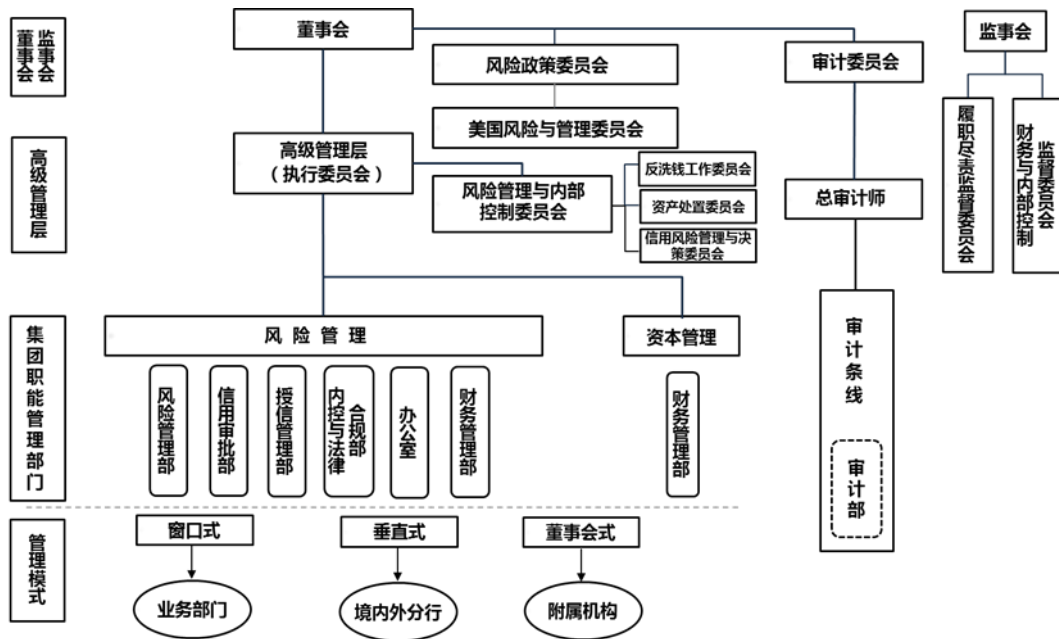 董事会
监事会
董事会
风险政策委员会
审计委员会
监事会
美国风险与管理委员会
高级管理层
高级管理层
（执行委员会）
风险管理与内部
控制委员会
反洗钱工作委员会
资产处置委员会
信用风险管理与决
策委员会
总审计师
履职尽责监督委员会
财务与内部控制
监督委员会
集团职能管理部门
风 险 管 理
资本管理
审计条线
风险管理部
信用审批部
授信管理部
内控与法律
合规部
办公室
财务管理部
财务管理部
审计部
管理模式
窗口式
垂直式
董事会式
业务部门
境内外分行
附属机构